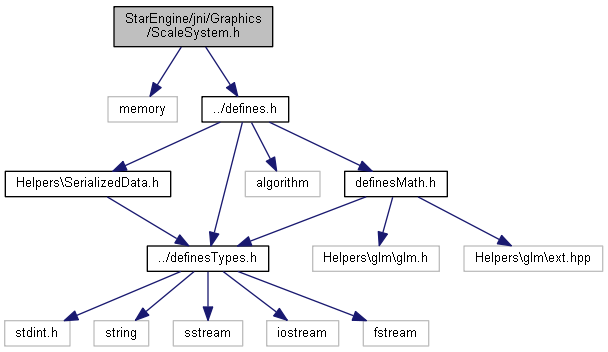 StarEngine/jni/Graphics
/ScaleSystem.h
memory
../defines.h
Helpers\SerializedData.h
algorithm
definesMath.h
../definesTypes.h
Helpers\glm\glm.h
Helpers\glm\ext.hpp
stdint.h
string
sstream
iostream
fstream